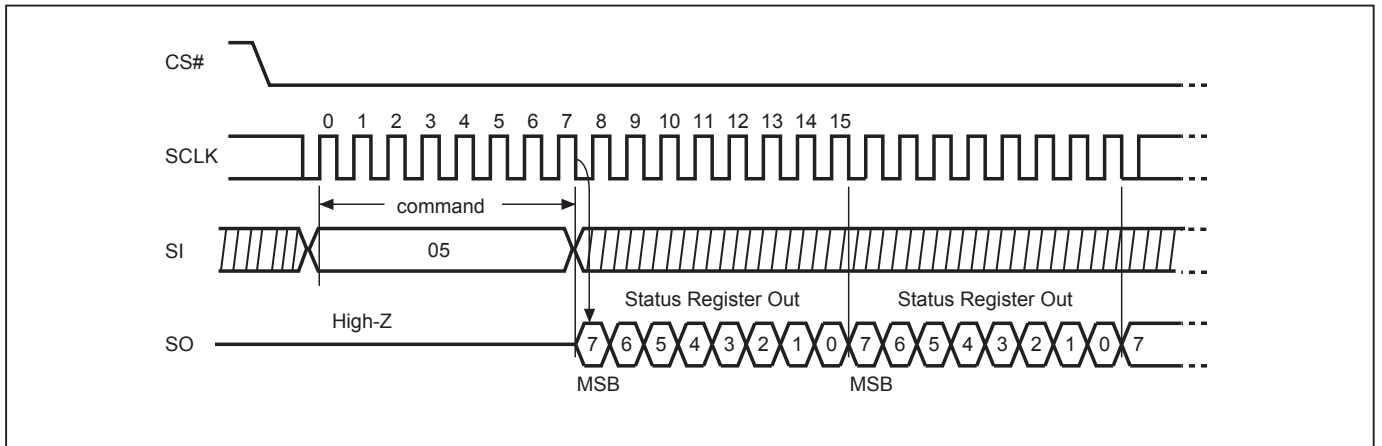 CS#
0 1 2 3 4 5 6 7 8 9 10 11 12 13 14 15
SCLK
command
SI
05
Status Register Out Status Register Out
High-Z
SO
7 6 5 4 3 2 1 0 7 6 5 4 3 2 1 0 7
MSB MSB